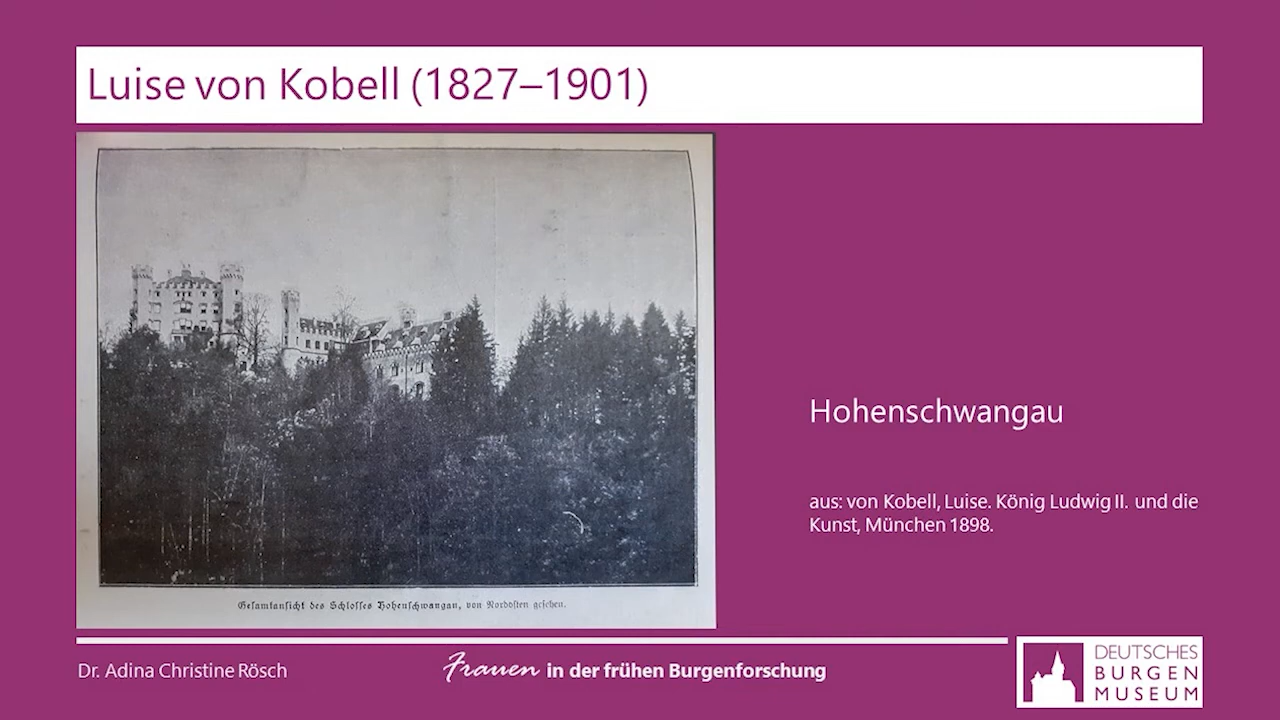 Luise von Kobell (1827–1901)
Gesamtansicht des Schlosses Hohenschwangau, von Nordosten gesehen.
Hohenschwangau
aus: von Kobell, Luise. König Ludwig II. und die
Kunst, München 1898.
Dr. Adina Christine Rösch
Frauen in der frühen Burgenforschung
DEUTSCHES
BURGEN
MUSEUM